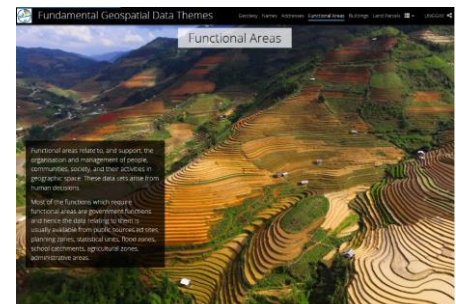 Fundamental Geospatial Data Themes
Geodesy Names Addresses Functional Areas Buildings Land Parcels UNGGIM
Functional Areas
Functional areas relate to, and support, the
organisation and management of people,
communities, society, and their activities in
geographic space. These data sets arise from
human decisions.
Most of the functions which require
functional areas are government functions
and hence the data relating to them is
usually available from public sources ad sites,
planning zones, statistical units, flood zones,
school catchments, agricultural zones,
administrative areas.